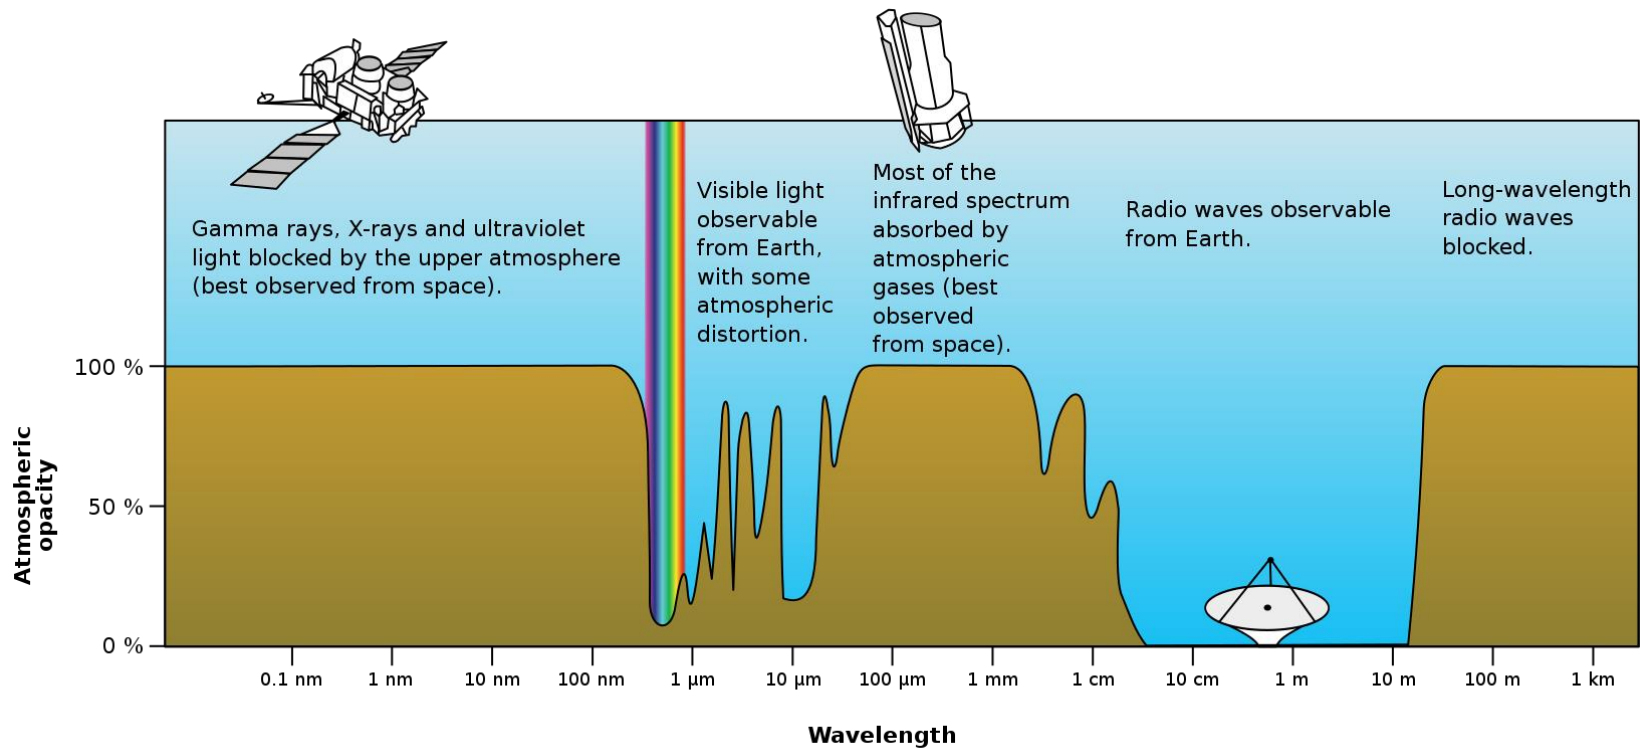 Gamma rays, X-rays and ultraviolet
light blocked by the upper atmosphere
(best observed from space).
Visible light
observable
from Earth,
with some
atmospheric
distortion.
Most of the
infrared spectrum
absorbed by
atmospheric
gases (best
observed
from space).
Radio waves observable
from Earth.
Long-wavelength
radio waves
blocked.
Atmospheric
opacity
100 %
50 %
0 %
0.1 nm
1 nm
10 nm
100 nm
1 µm
10 µm
100 µm
1 mm
1 cm
10 cm
1 m
10 m
100 m
1 km
Wavelength